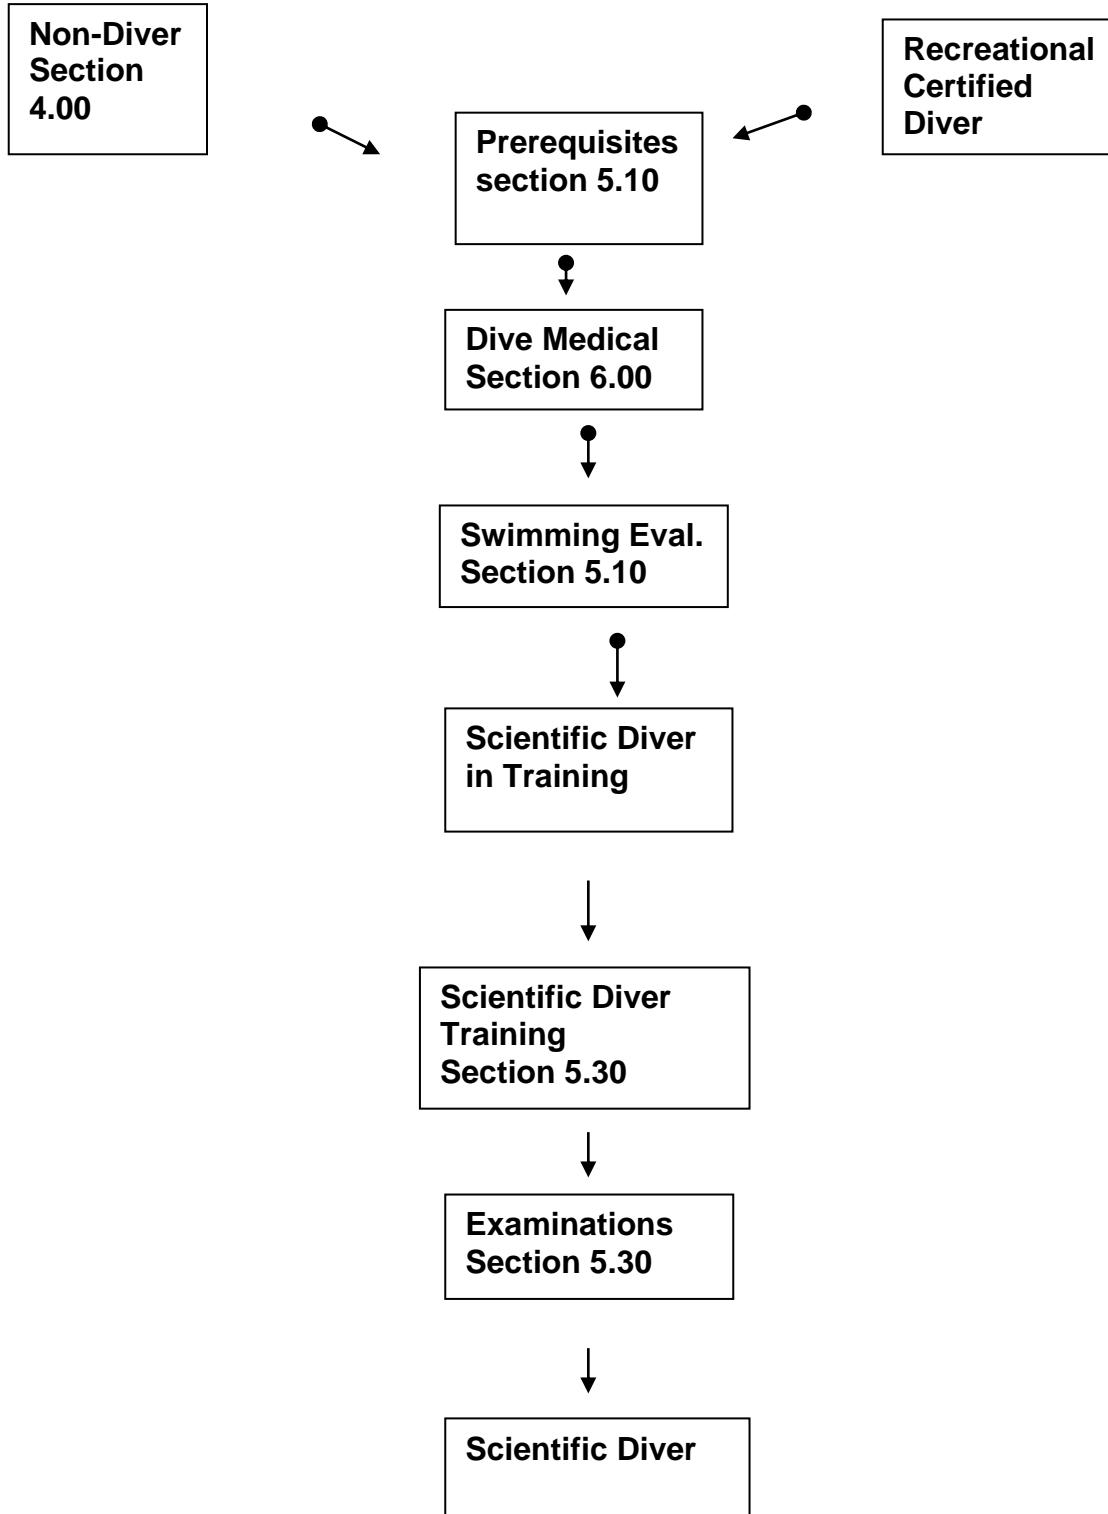 Non-Diver
Section
4.00
Recreational
Certified
Diver
Prerequisites
section 5.10
Dive Medical
Section 6.00
Swimming Eval.
Section 5.10
Scientific Diver
in Training
Scientific Diver
Training
Section 5.30
Examinations
Section 5.30
Scientific Diver